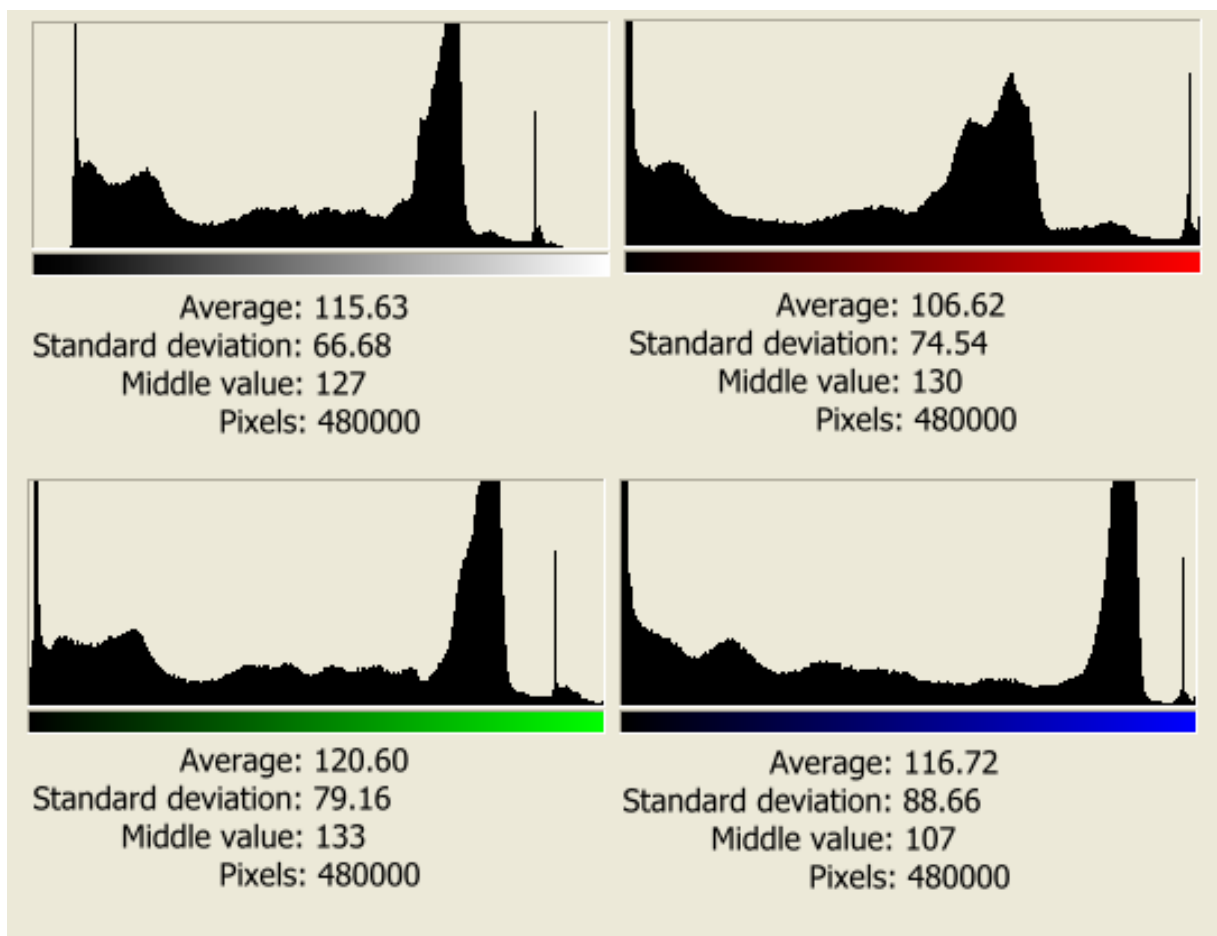 Average: 115.63
Standard deviation: 66.68
Middle value: 127
Pixels: 480000
Average: 106.62
Standard deviation: 74.54
Middle value: 130
Pixels: 480000
Average: 120.60
Standard deviation: 79.16
Middle value: 133
Pixels: 480000
Average: 116.72
Standard deviation: 88.66
Middle value: 107
Pixels: 480000